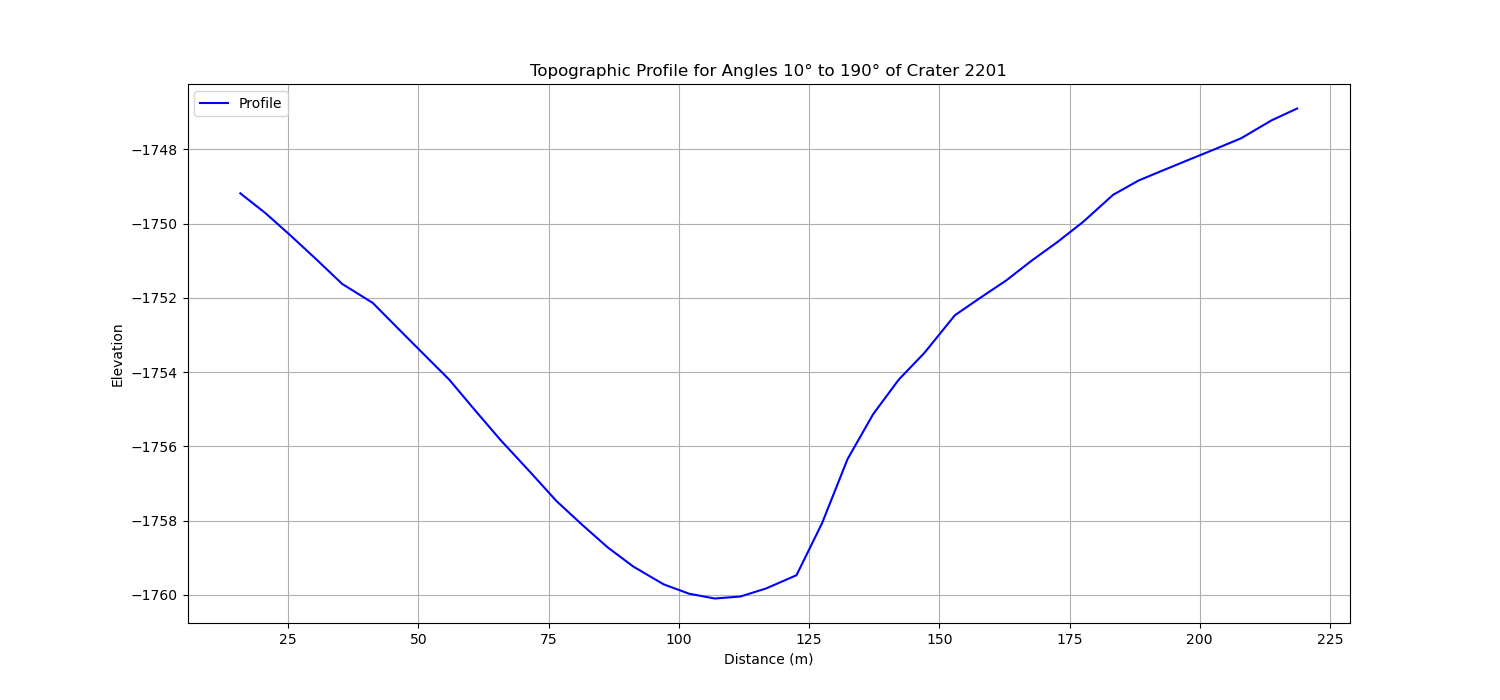 Topographic Profile for Angles 10° to 190° of Crater 2201
Profile
−1748
−1750
−1752
−1754
−1756
−1758
−1760
Elevation
25 50 75 100 125 150 175 200 225
Distance (m)